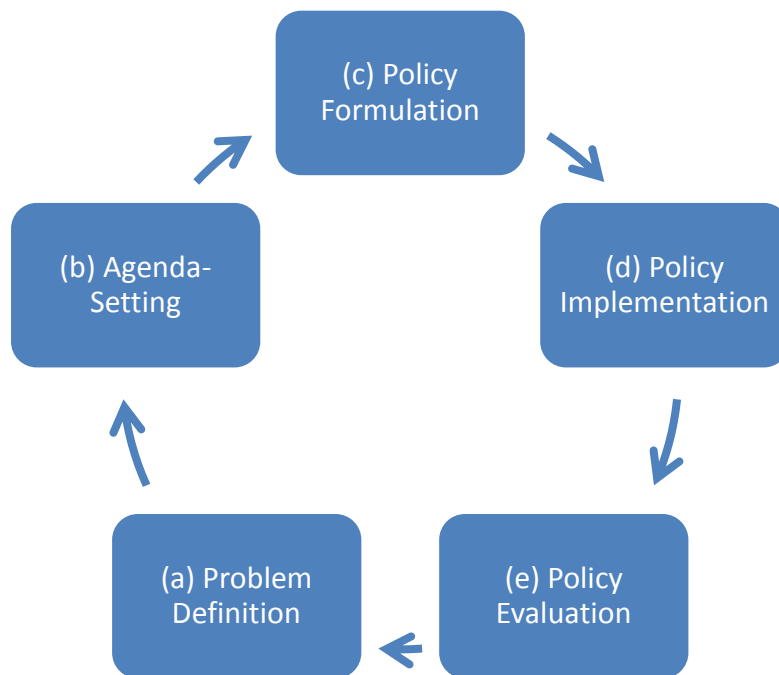 (c) Policy
Formulation
(b) Agenda-
Setting
(d) Policy
Implementation
(a) Problem
Definition
(e) Policy
Evaluation